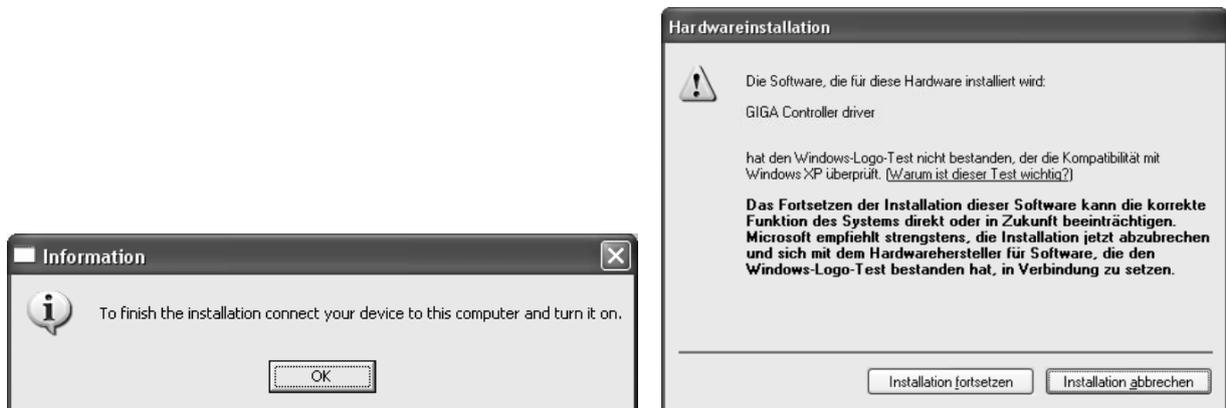 Information
To finish the installation connect your device to this computer and turn it on.
OK
Hardwareinstallation
Die Software, die für diese Hardware installiert wird:
GIGA Controller driver
hat den Windows-Logo-Test nicht bestanden, der die Kompatibilität mit
Windows XP überprüft. (Warum ist dieser Test wichtig?)
Das Fortsetzen der Installation dieser Software kann die korrekte
Funktion des Systems direkt oder in Zukunft beeinträchtigen.
Microsoft empfiehlt strengstens, die Installation jetzt abzubrechen
und sich mit dem Hardwarehersteller für Software, die den
Windows-Logo-Test bestanden hat, in Verbindung zu setzen.
Installation fortsetzen
Installation abbrechen